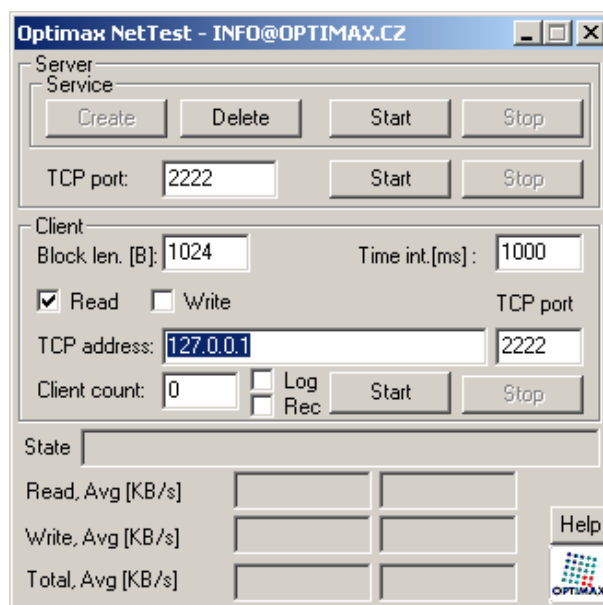 Optimax NetTest - INFO@OPTIMAX.CZ
Server
Service
Create Delete Start Stop
TCP port: 2222 Start Stop
Client
Block len. [B]: 1024 Time int.[ms] : 1000
Read Write TCP port
TCP address: 127.0.0.1 2222
Client count: 0 Log Rec Start Stop
State
Read, Avg [KB/s]
Write, Avg [KB/s] Help
Total, Avg [KB/s] OPTIMAX